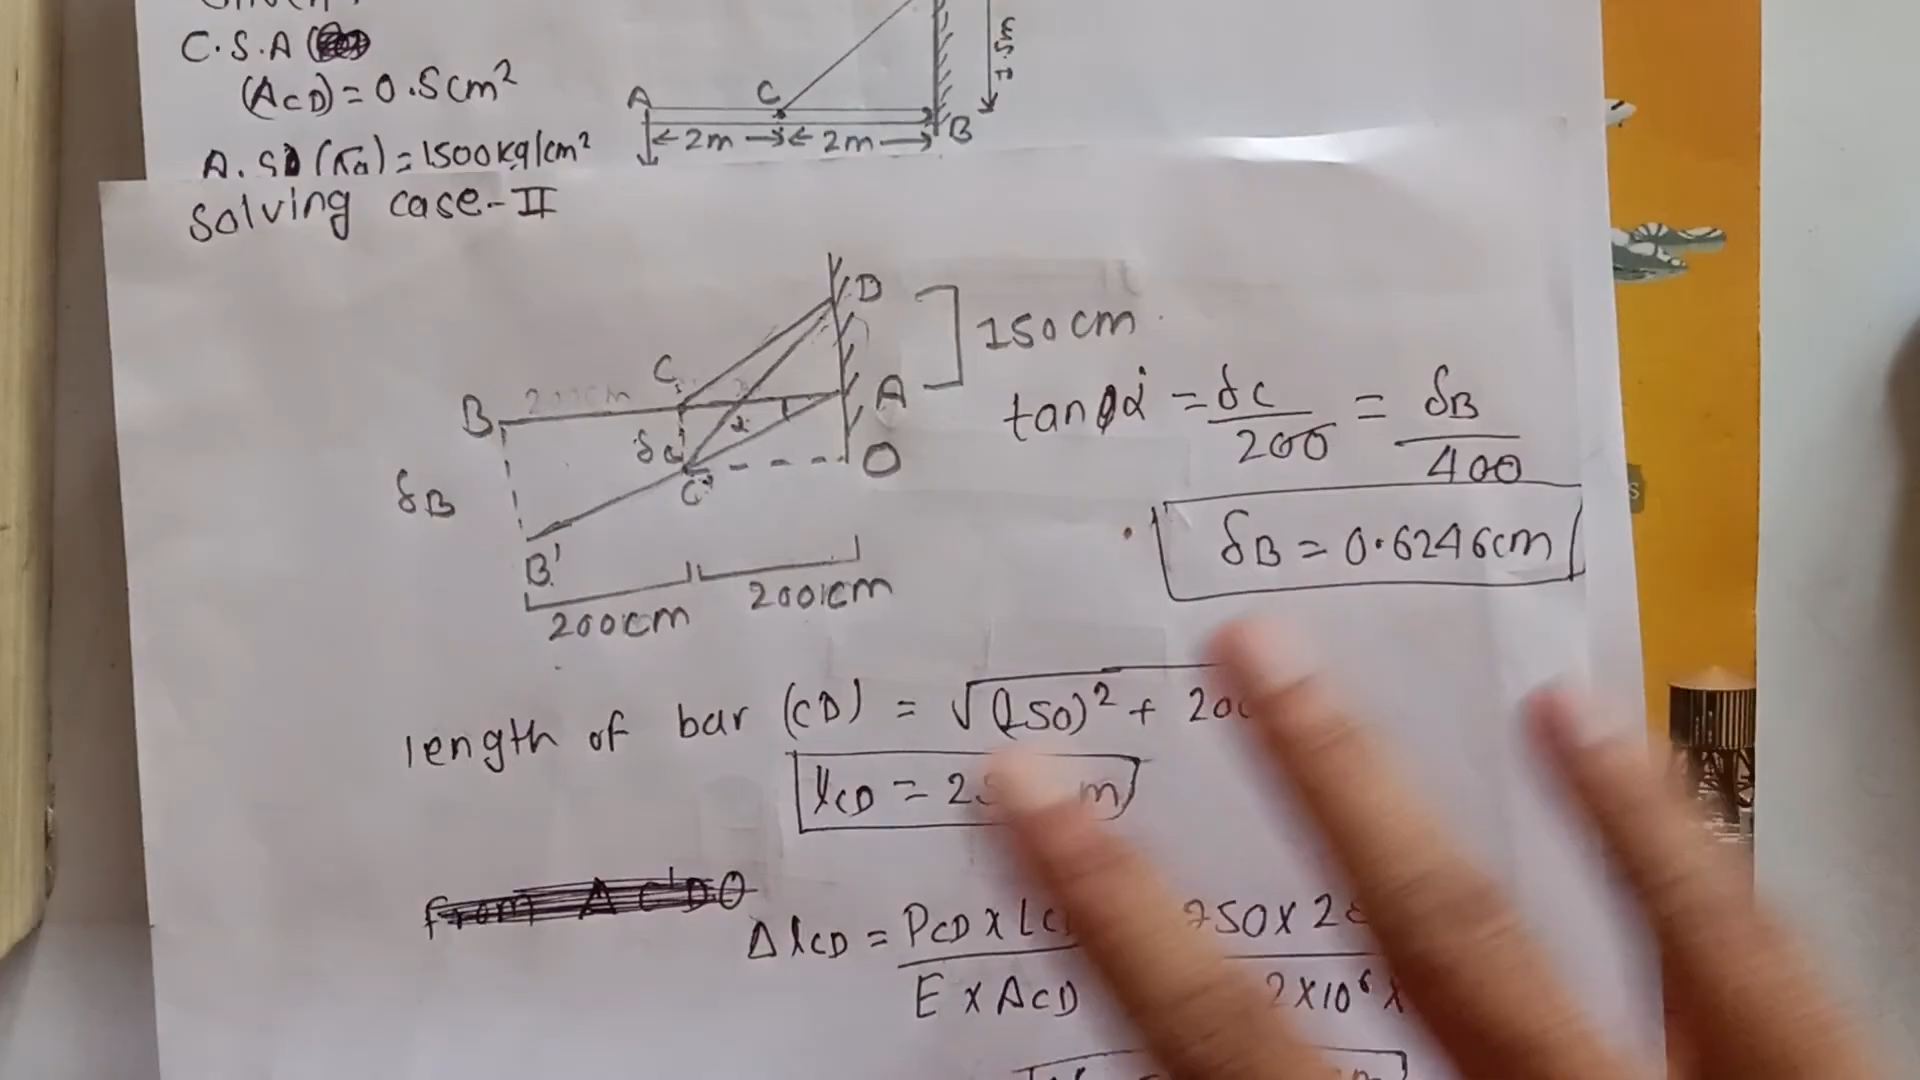 C.S.A
(ACD) = 0.5cm²
A. SD (σa) = 1500kg/cm²
A
C
B
2m
2m
1.5m
Solving case-II
D
150cm
C
B
200cm
A
δc
α
O
C'
δB
B'
200cm
200cm
tan α = δc/200 = δB/400
δB = 0.6246cm
length of bar (CD) = √(150)² + 20
lCD = 2 m
ΔlCD = PCD x LC 750 x 2
E x ACD 2x10⁶ x